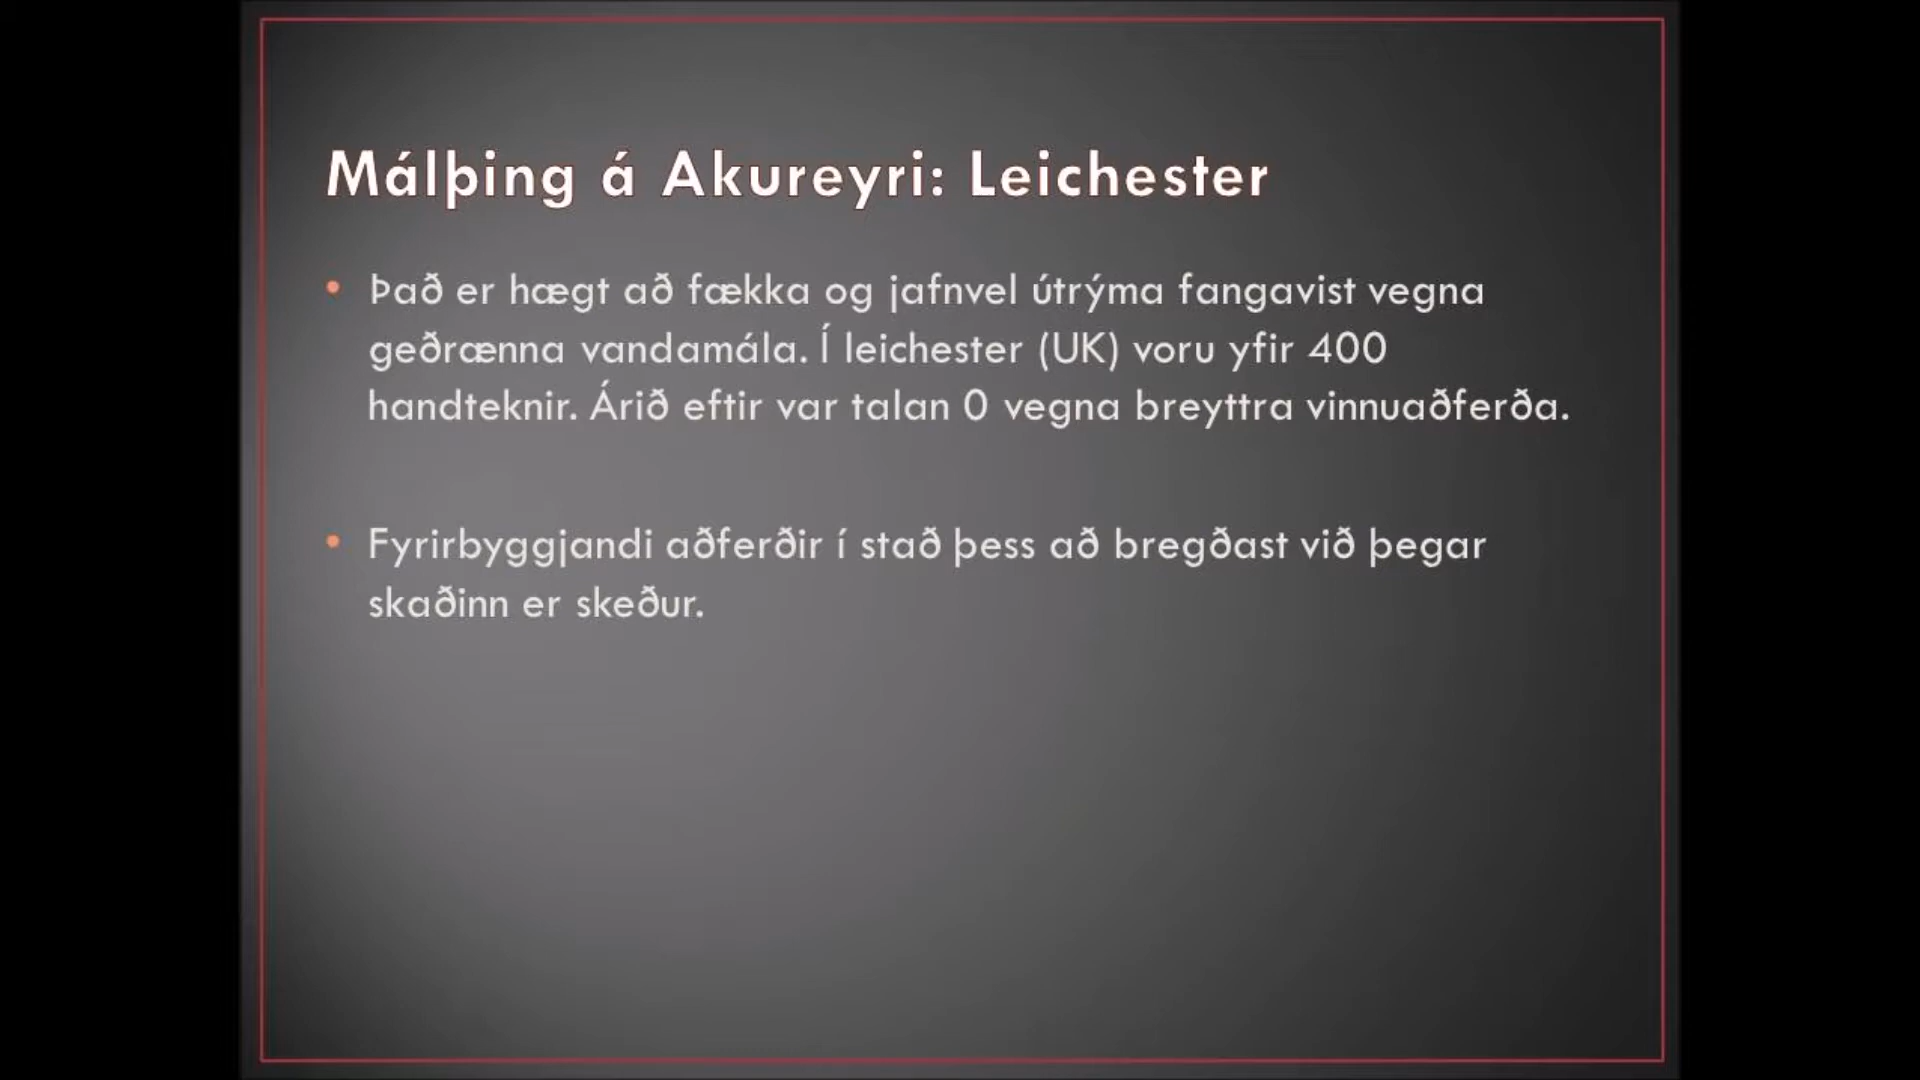 Málþing á Akureyri: Leichester
• Það er hægt að fækka og jafnvel útrýma fangavist vegna
geðrænna vandamála. Í leichester (UK) voru yfir 400
handteknir. Árið eftir var talan 0 vegna breyttra vinnuaðferða.
• Fyrirbyggjandi aðferðir í stað þess að bregðast við þegar
skaðinn er skeður.